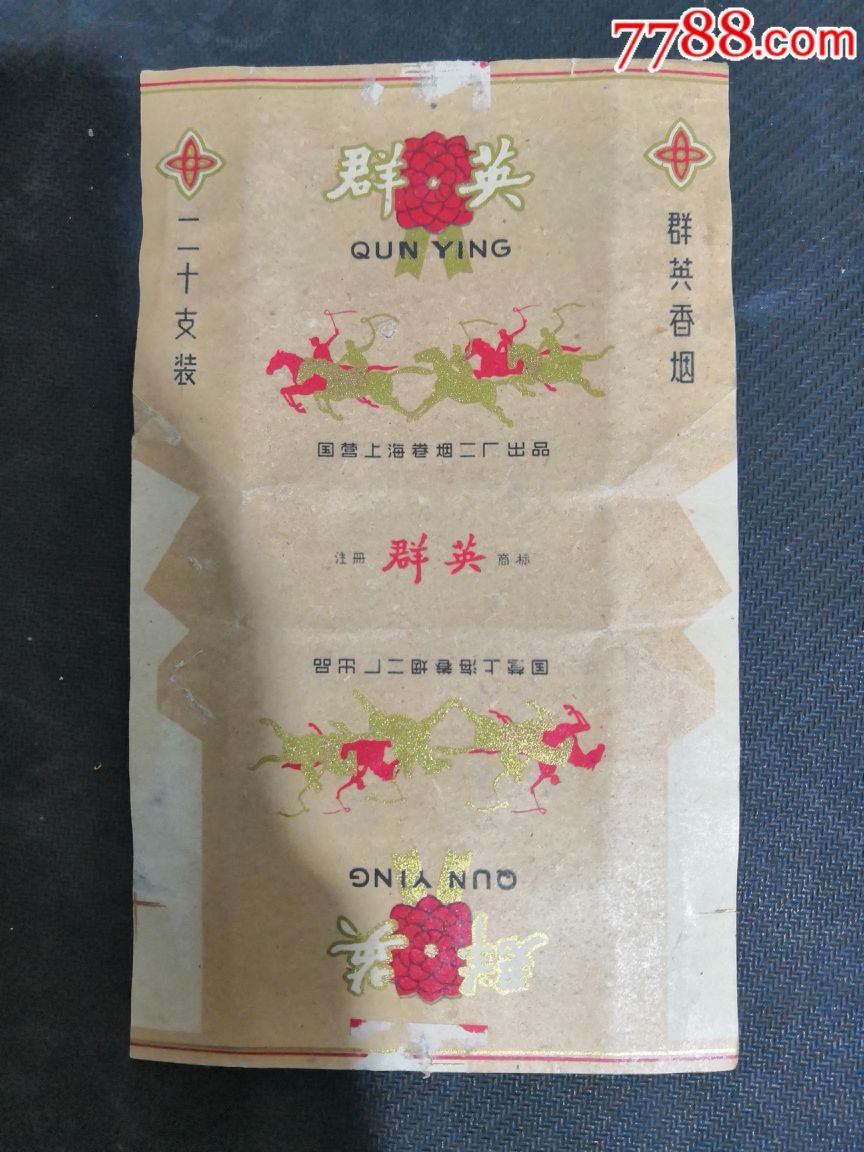 7788.com
群英
QUN YING
二十支装
群英香烟
国营上海卷烟二厂出品
注册 群英 商标
国营上海卷烟二厂出品
QUN YING
群英